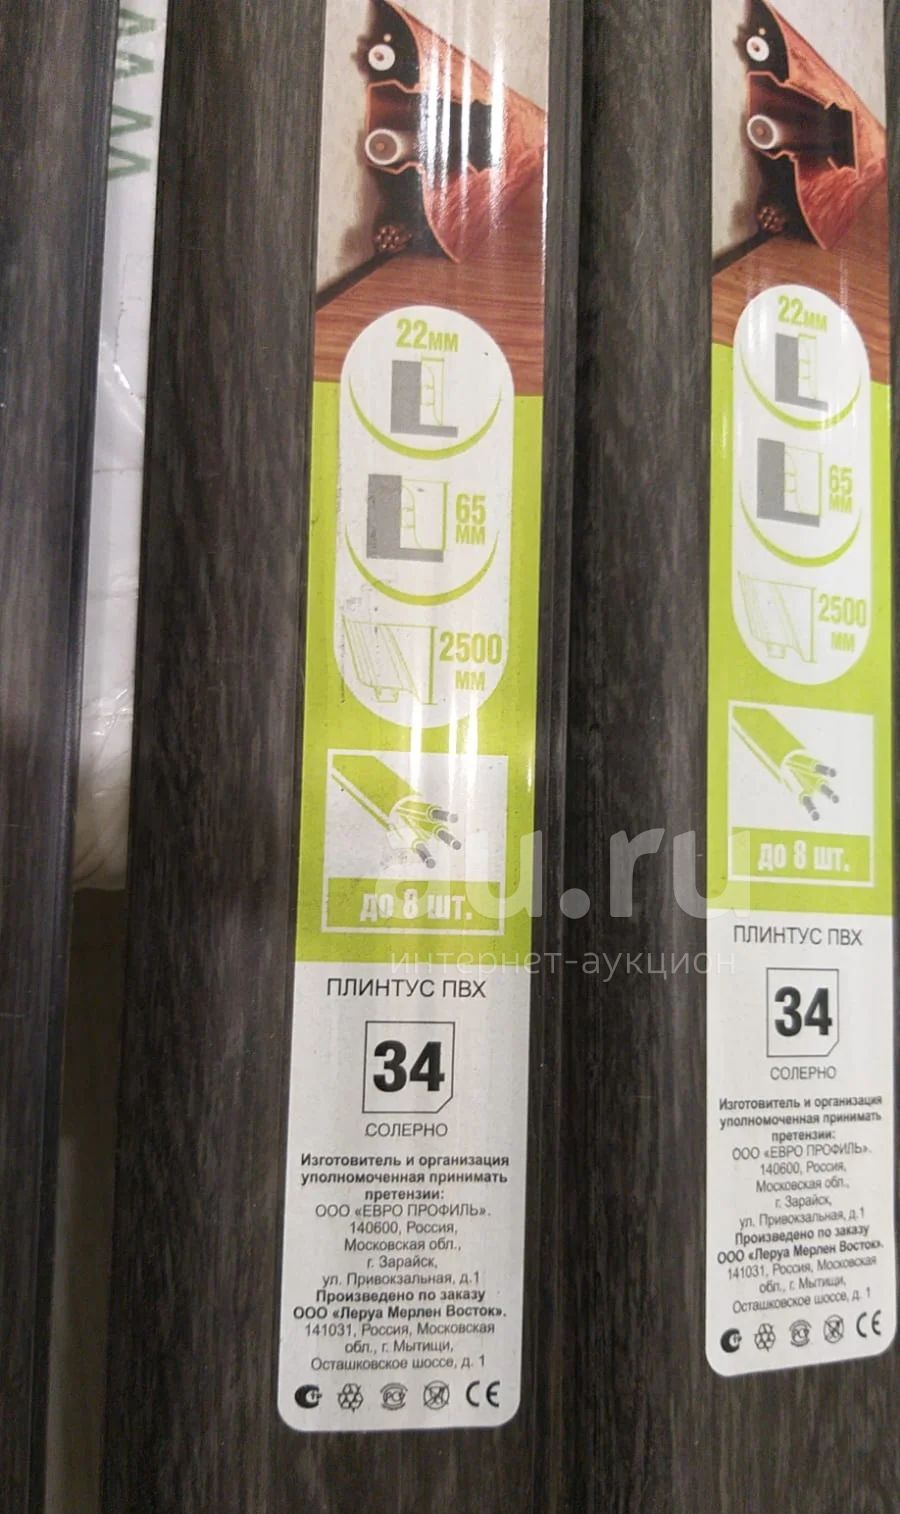 22мм
65
мм
2500
мм
до 8 шт.
ПЛИНТУС ПВХ
34
СОЛЕРНО
Изготовитель и организация
уполномоченная принимать
претензии:
ООО «ЕВРО ПРОФИЛЬ».
140600, Россия,
Московская обл.,
г. Зарайск,
ул. Привокзальная, д.1
Произведено по заказу
ООО «Леруа Мерлен Восток».
141031, Россия, Московская
обл., г. Мытищи,
Осташковское шоссе, д. 1
РСТ
CE
22мм
65
мм
2500
мм
до 8 шт.
ПЛИНТУС ПВХ
34
СОЛЕРНО
Изготовитель и организация
уполномоченная принимать
претензии:
ООО «ЕВРО ПРОФИЛЬ».
140600, Россия,
Московская обл.,
г. Зарайск,
ул. Привокзальная, д.1
Произведено по заказу
ООО «Леруа Мерлен Восток».
141031, Россия, Московская
обл., г. Мытищи,
Осташковское шоссе, д. 1
РСТ
CE
au.ru
интернет-аукцион